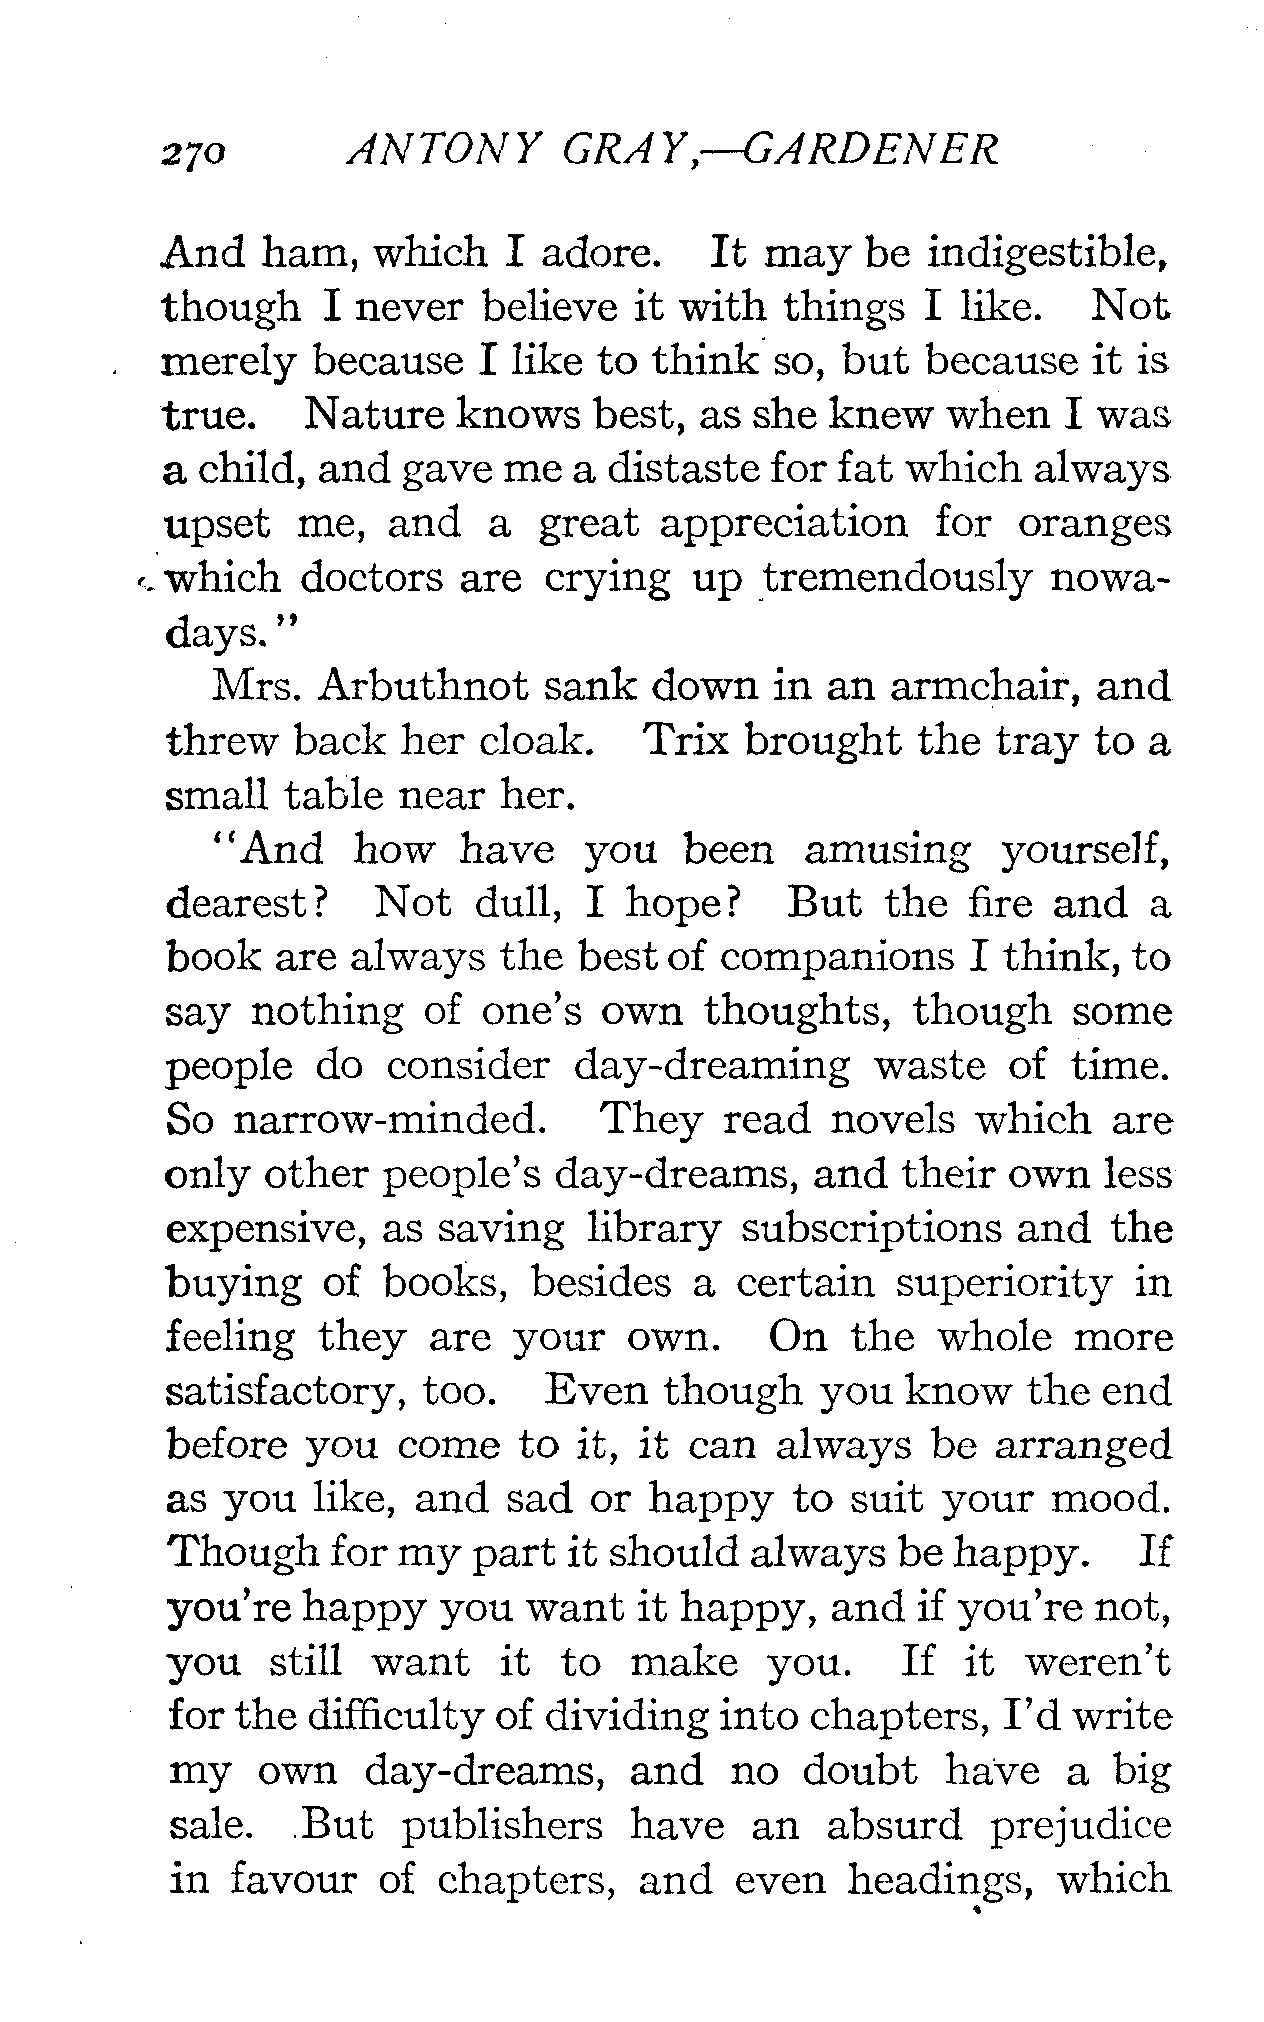 270 ANTONY GRAY,—GARDENER
And ham, which I adore. It may be indigestible,
though I never believe it with things I like. Not
merely because I like to think so, but because it is
true. Nature knows best, as she knew when I was
a child, and gave me a distaste for fat which always
upset me, and a great appreciation for oranges
which doctors are crying up tremendously nowa-
days."
Mrs. Arbuthnot sank down in an armchair, and
threw back her cloak. Trix brought the tray to a
small table near her.
"And how have you been amusing yourself,
dearest? Not dull, I hope? But the fire and a
book are always the best of companions I think, to
say nothing of one's own thoughts, though some
people do consider day-dreaming waste of time.
So narrow-minded. They read novels which are
only other people's day-dreams, and their own less
expensive, as saving library subscriptions and the
buying of books, besides a certain superiority in
feeling they are your own. On the whole more
satisfactory, too. Even though you know the end
before you come to it, it can always be arranged
as you like, and sad or happy to suit your mood.
Though for my part it should always be happy. If
you're happy you want it happy, and if you're not,
you still want it to make you. If it weren't
for the difficulty of dividing into chapters, I'd write
my own day-dreams, and no doubt have a big
sale. But publishers have an absurd prejudice
in favour of chapters, and even headings, which